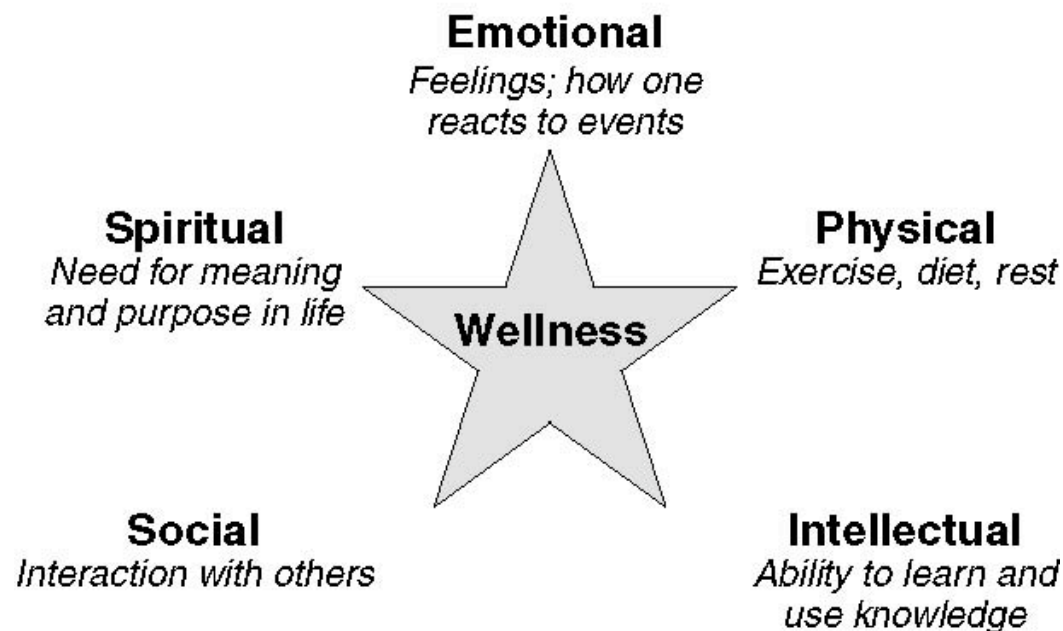 Emotional
Feelings; how one
reacts to events
Spiritual
Need for meaning
and purpose in life
Physical
Exercise, diet, rest
Wellness
Social
Interaction with others
Intellectual
Ability to learn and
use knowledge